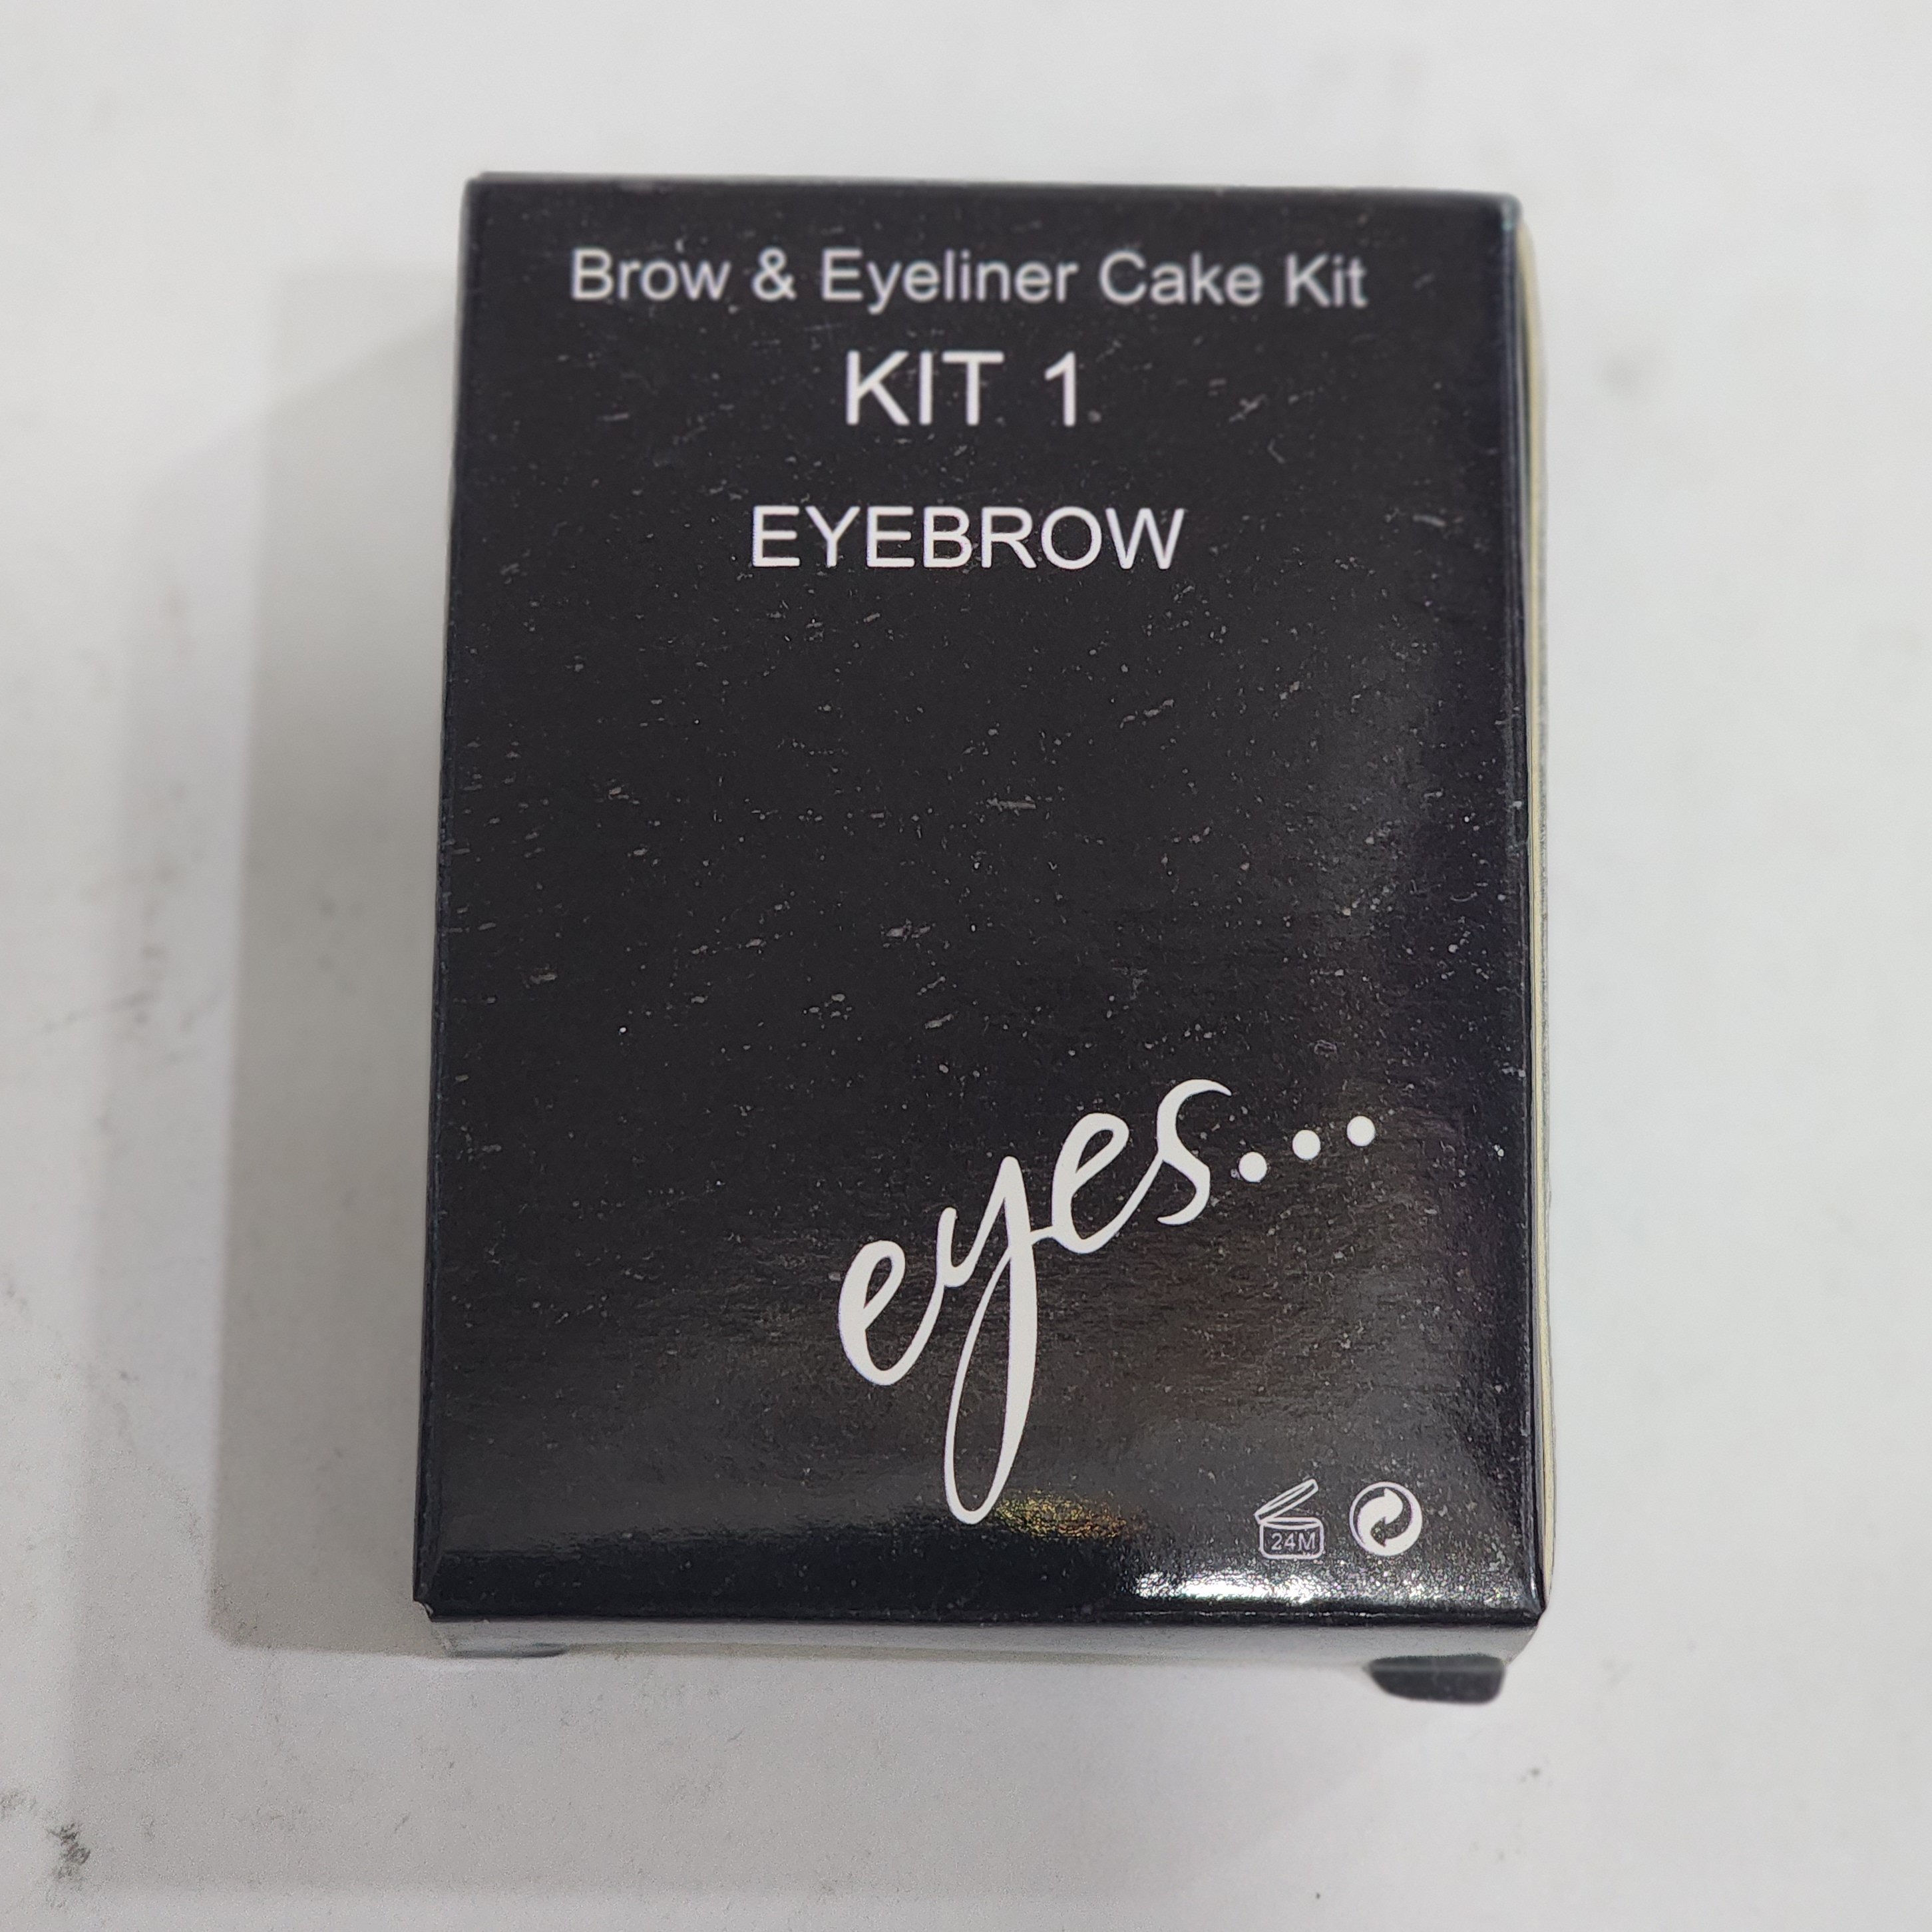 Brow & Eyeliner Cake Kit
KIT 1
EYEBROW
eyes...
24M